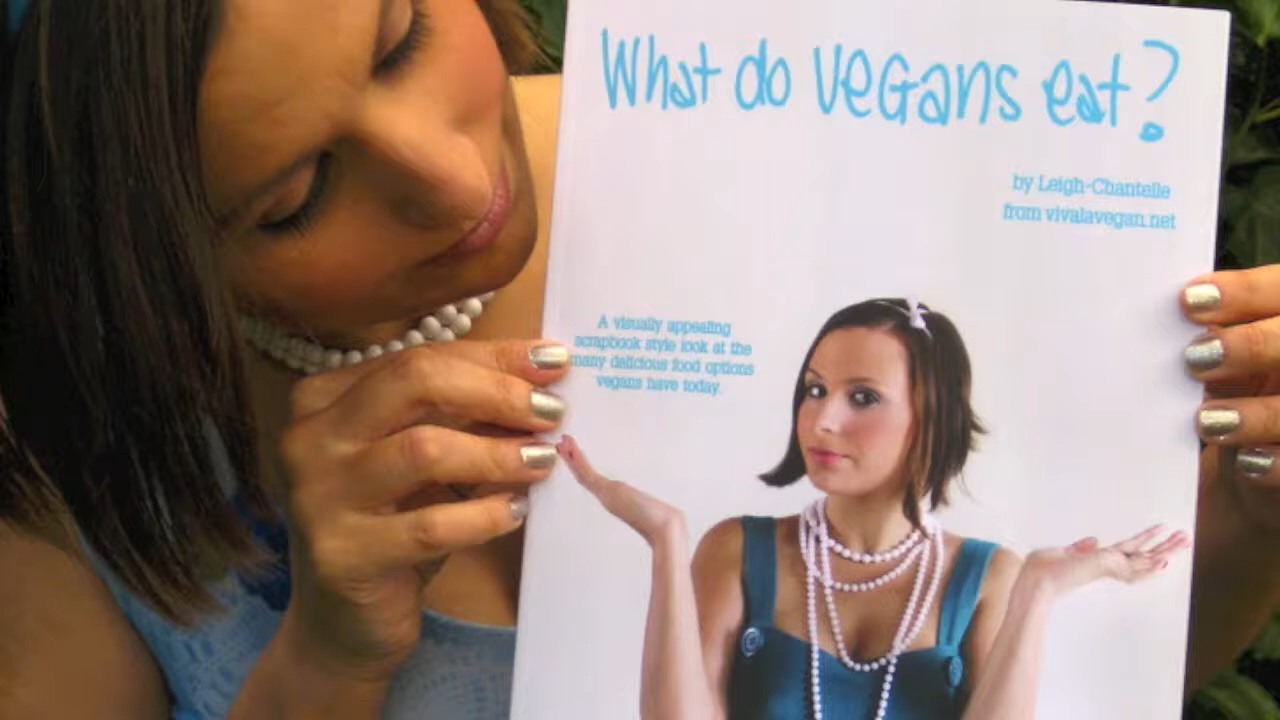 What do vegans eat?
by Leigh-Chantelle
from vivalavegan.net
A visually appealing
scrapbook style look at the
many delicious food options
vegans have today.